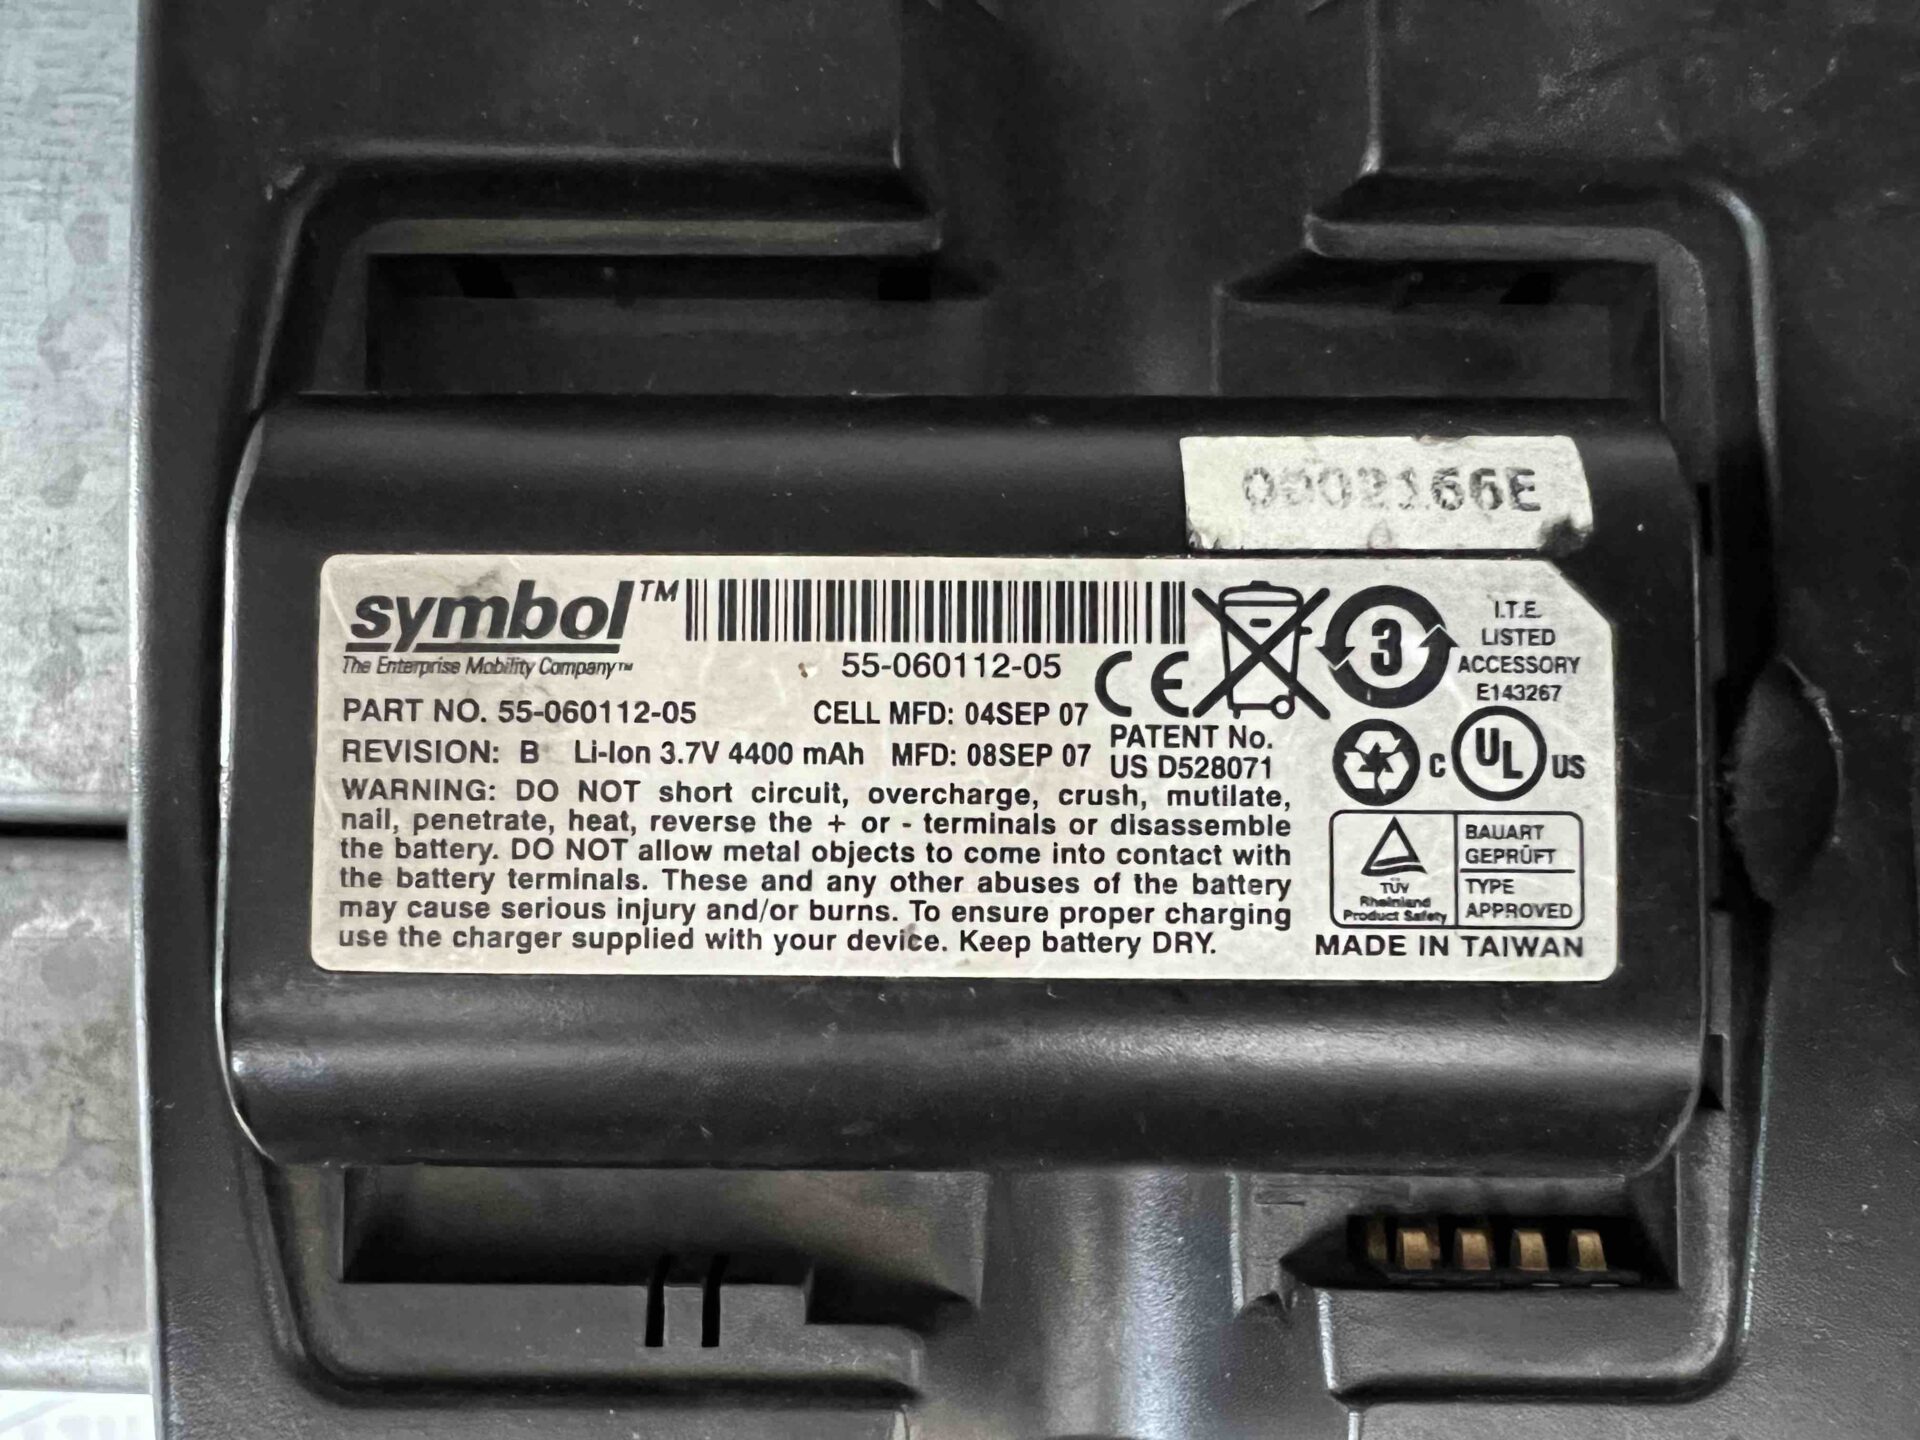 symbol™
The Enterprise Mobility Company™
55-060112-05
PART NO. 55-060112-05 CELL MFD: 04SEP 07
REVISION: B Li-Ion 3.7V 4400 mAh MFD: 08SEP 07
PATENT No.
US D528071
WARNING: DO NOT short circuit, overcharge, crush, mutilate,
nail, penetrate, heat, reverse the + or - terminals or disassemble
the battery. DO NOT allow metal objects to come into contact with
the battery terminals. These and any other abuses of the battery
may cause serious injury and/or burns. To ensure proper charging
use the charger supplied with your device. Keep battery DRY.
CE
3
I.T.E.
LISTED
ACCESSORY
E143267
C UL US
TÜV
Rheinland
Product Safety
BAUART
GEPRÜFT
TYPE
APPROVED
MADE IN TAIWAN